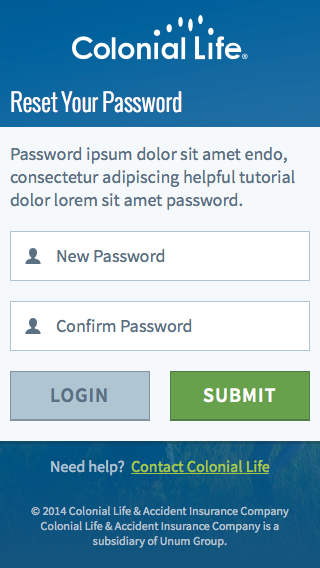 Colonial Life®
Reset Your Password
Password ipsum dolor sit amet endo,
consectetur adipiscing helpful tutorial
dolor lorem sit amet password.
New Password
Confirm Password
LOGIN SUBMIT
Need help? Contact Colonial Life
© 2014 Colonial Life & Accident Insurance Company
Colonial Life & Accident Insurance Company is a
subsidiary of Unum Group.